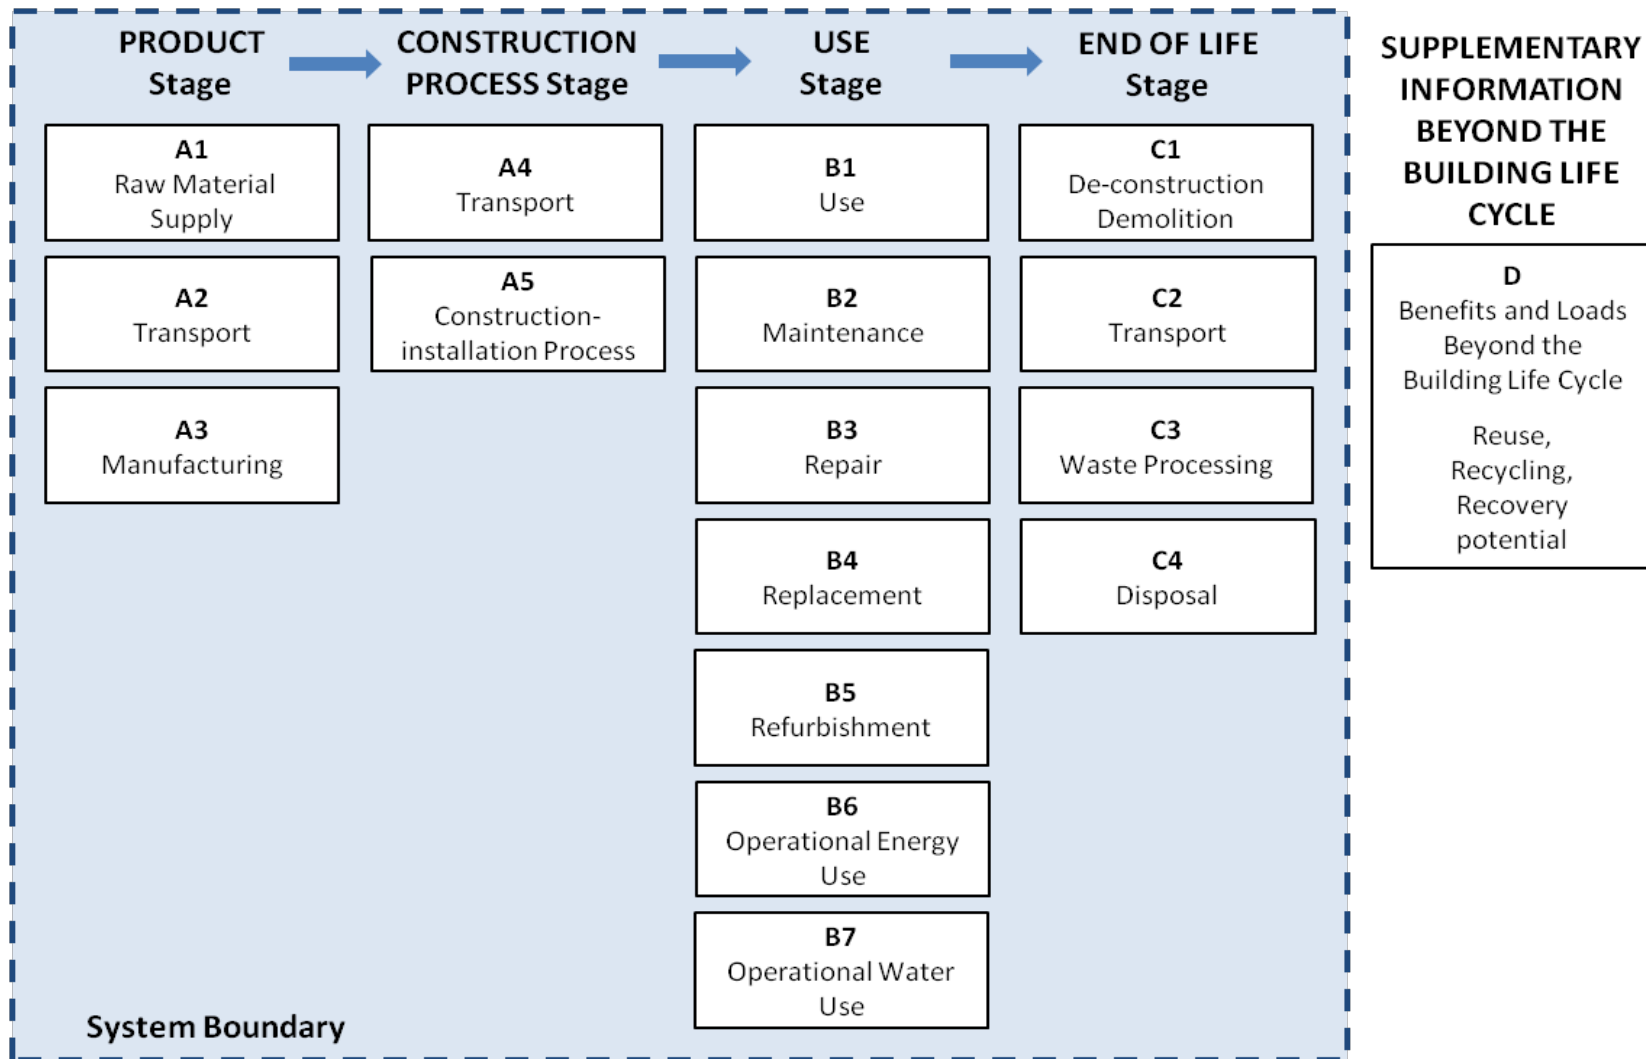 PRODUCT
Stage
CONSTRUCTION
PROCESS Stage
USE
Stage
END OF LIFE
Stage
SUPPLEMENTARY
INFORMATION
BEYOND THE
BUILDING LIFE
CYCLE
A1
Raw Material
Supply
A2
Transport
A3
Manufacturing
A4
Transport
A5
Construction-
installation Process
B1
Use
B2
Maintenance
B3
Repair
B4
Replacement
B5
Refurbishment
B6
Operational Energy
Use
B7
Operational Water
Use
C1
De-construction
Demolition
C2
Transport
C3
Waste Processing
C4
Disposal
D
Benefits and Loads
Beyond the
Building Life Cycle
Reuse,
Recycling,
Recovery
potential
System Boundary